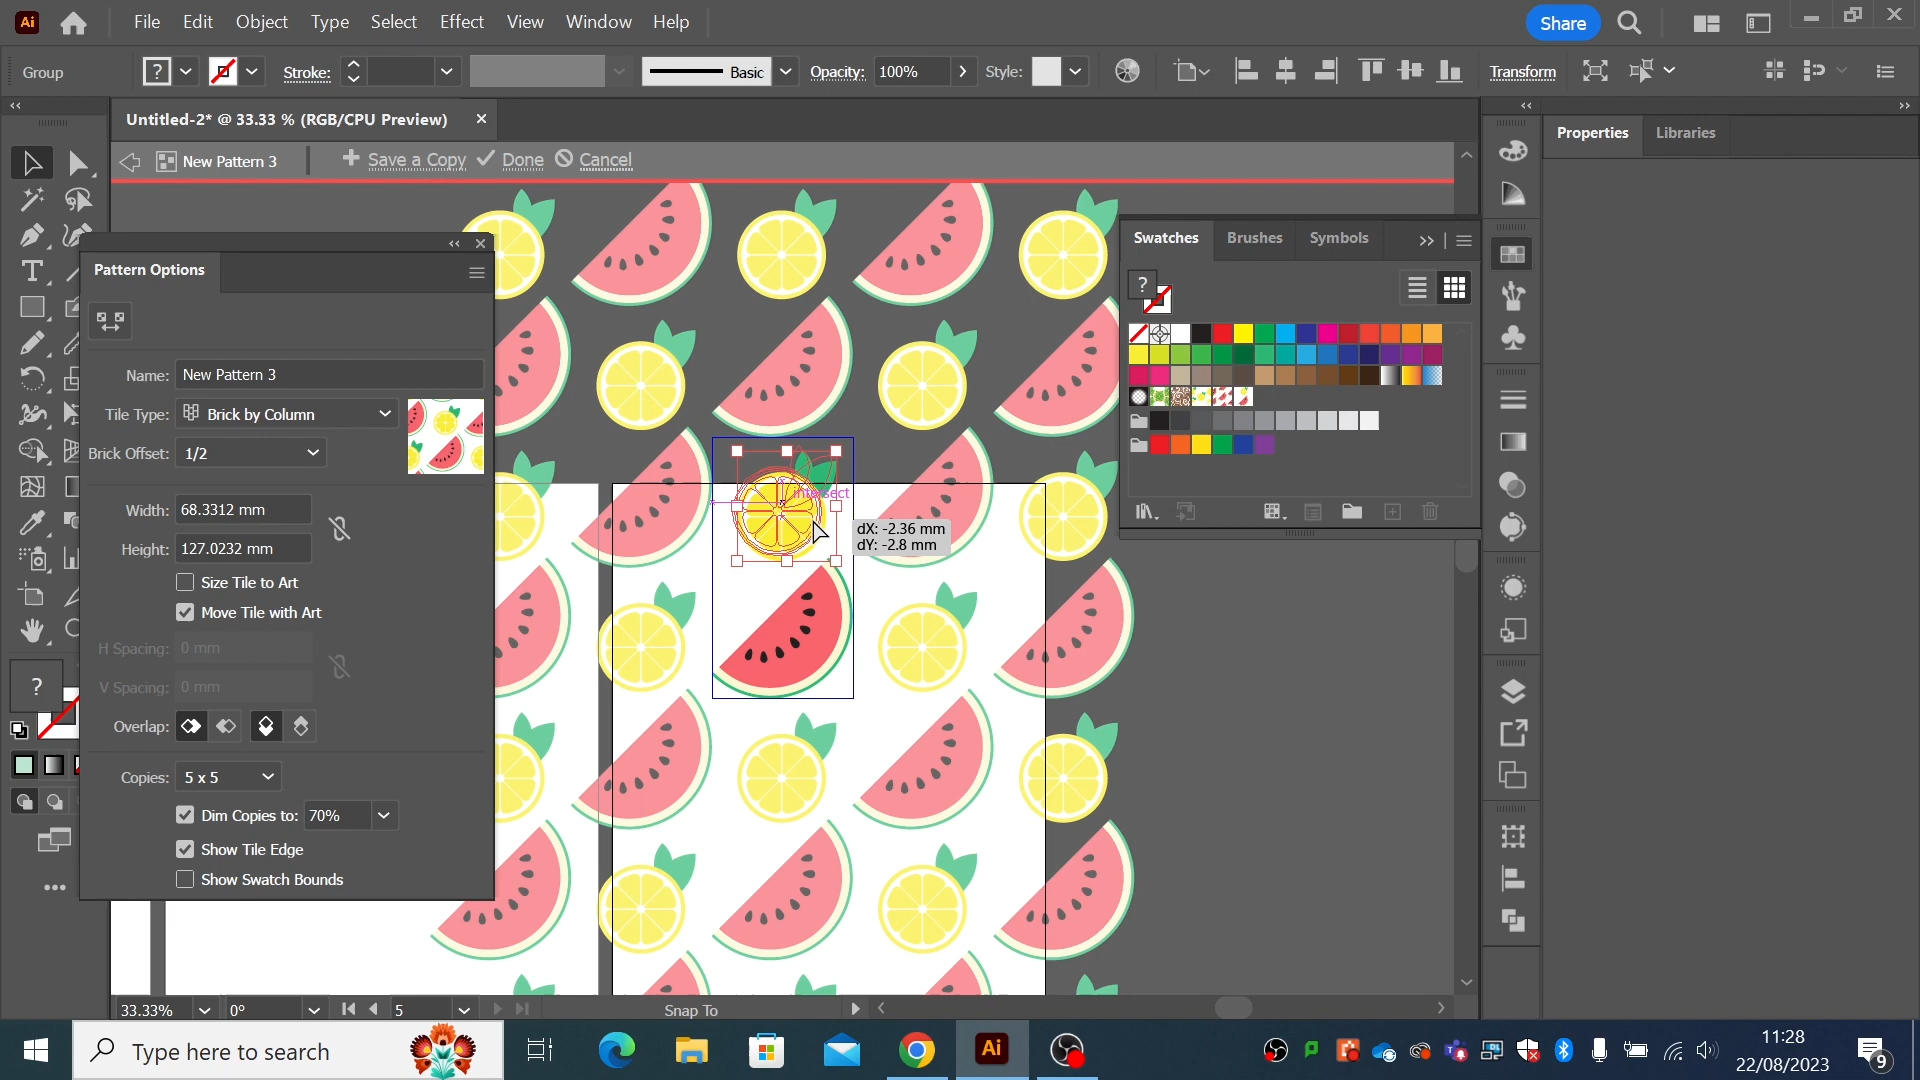 Ai File Edit Object Type Select Effect View Window Help Share
Group ? Stroke: Basic Opacity: 100% Style: Transform
Untitled-2* @ 33.33 % (RGB/CPU Preview)
New Pattern 3 Save a Copy Done Cancel
Properties Libraries
Swatches Brushes Symbols
?
Pattern Options
Name: New Pattern 3
Tile Type: Brick by Column
Brick Offset: 1/2
Width: 68.3312 mm
Height: 127.0232 mm
Size Tile to Art
Move Tile with Art
H Spacing: 0 mm
V Spacing: 0 mm
Overlap:
Copies: 5 x 5
Dim Copies to: 70%
Show Tile Edge
Show Swatch Bounds
?
intersect
dX: -2.36 mm
dY: -2.8 mm
33.33% 0° 5 Snap To
Type here to search
Ai
11:28
22/08/2023
9